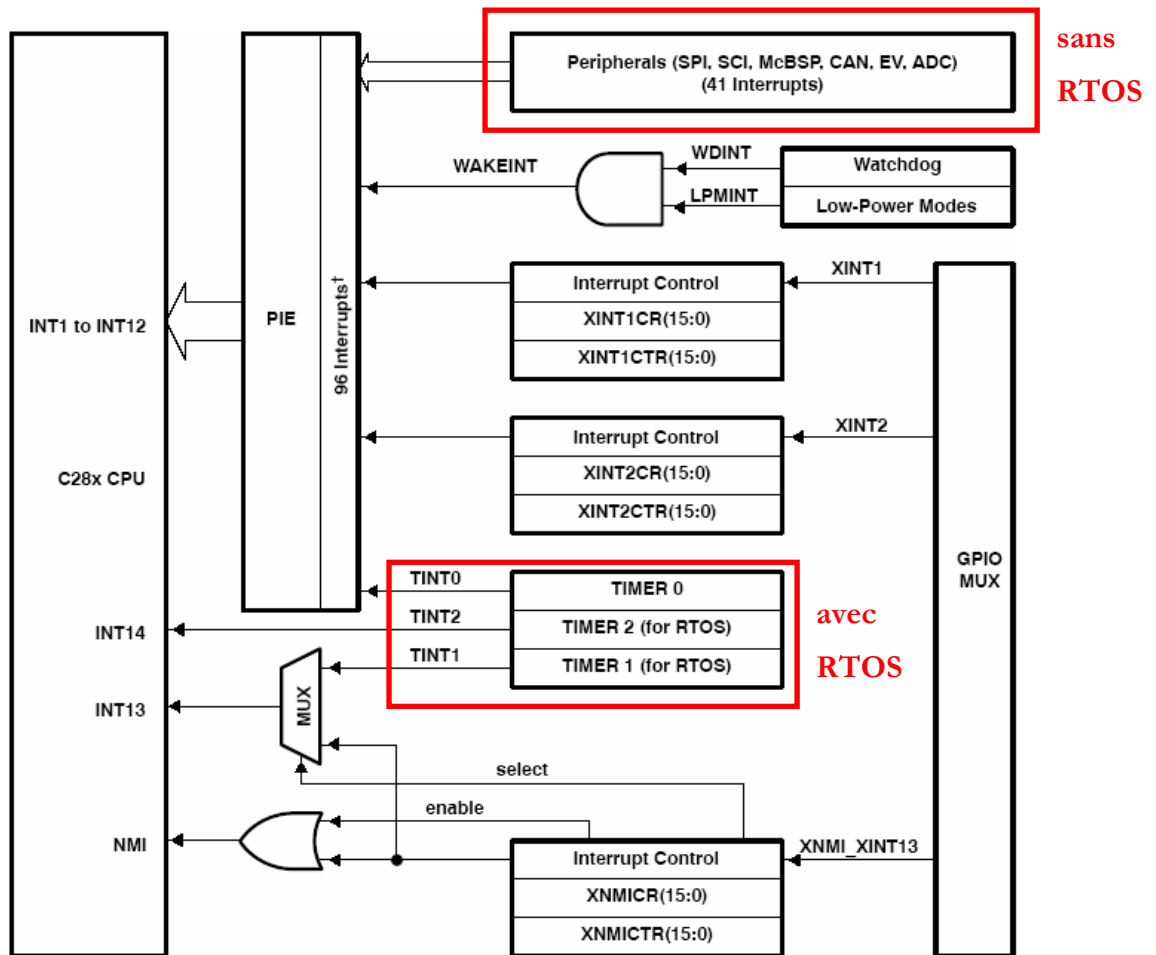 sans
RTOS
Peripherals (SPI, SCI, McBSP, CAN, EV, ADC)
(41 Interrupts)
WAKEINT
WDINT
LPMINT
Watchdog
Low-Power Modes
INT1 to INT12
PIE
96 Interrupts†
Interrupt Control
XINT1CR(15:0)
XINT1CTR(15:0)
XINT1
C28x CPU
Interrupt Control
XINT2CR(15:0)
XINT2CTR(15:0)
XINT2
GPIO
MUX
TINT0
TIMER 0
INT14
TINT2
TIMER 2 (for RTOS)
TINT1
TIMER 1 (for RTOS)
avec
RTOS
INT13
MUX
select
enable
NMI
Interrupt Control
XNMICR(15:0)
XNMICTR(15:0)
XNMI_XINT13